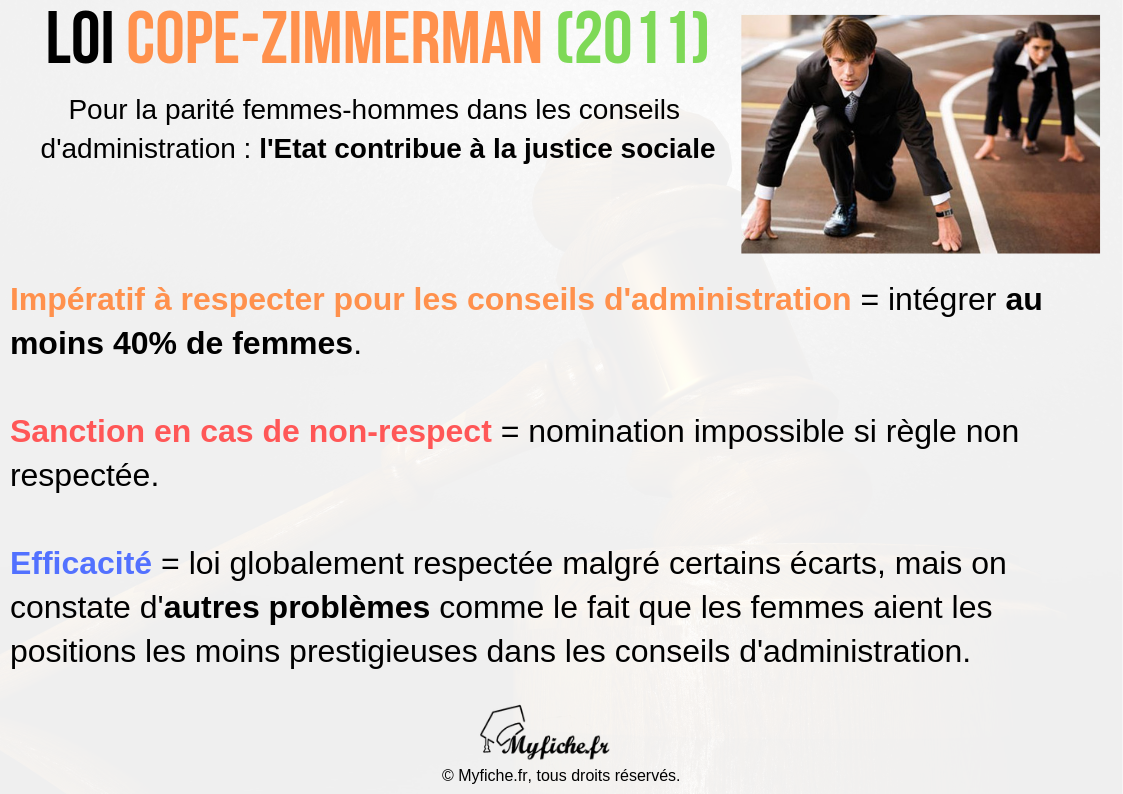 LOI COPE-ZIMMERMAN (2011)
Pour la parité femmes-hommes dans les conseils
d'administration : l'Etat contribue à la justice sociale
Impératif à respecter pour les conseils d'administration = intégrer au
moins 40% de femmes.
Sanction en cas de non-respect = nomination impossible si règle non
respectée.
Efficacité = loi globalement respectée malgré certains écarts, mais on
constate d'autres problèmes comme le fait que les femmes aient les
positions les moins prestigieuses dans les conseils d'administration.
Myfiche.fr
© Myfiche.fr, tous droits réservés.